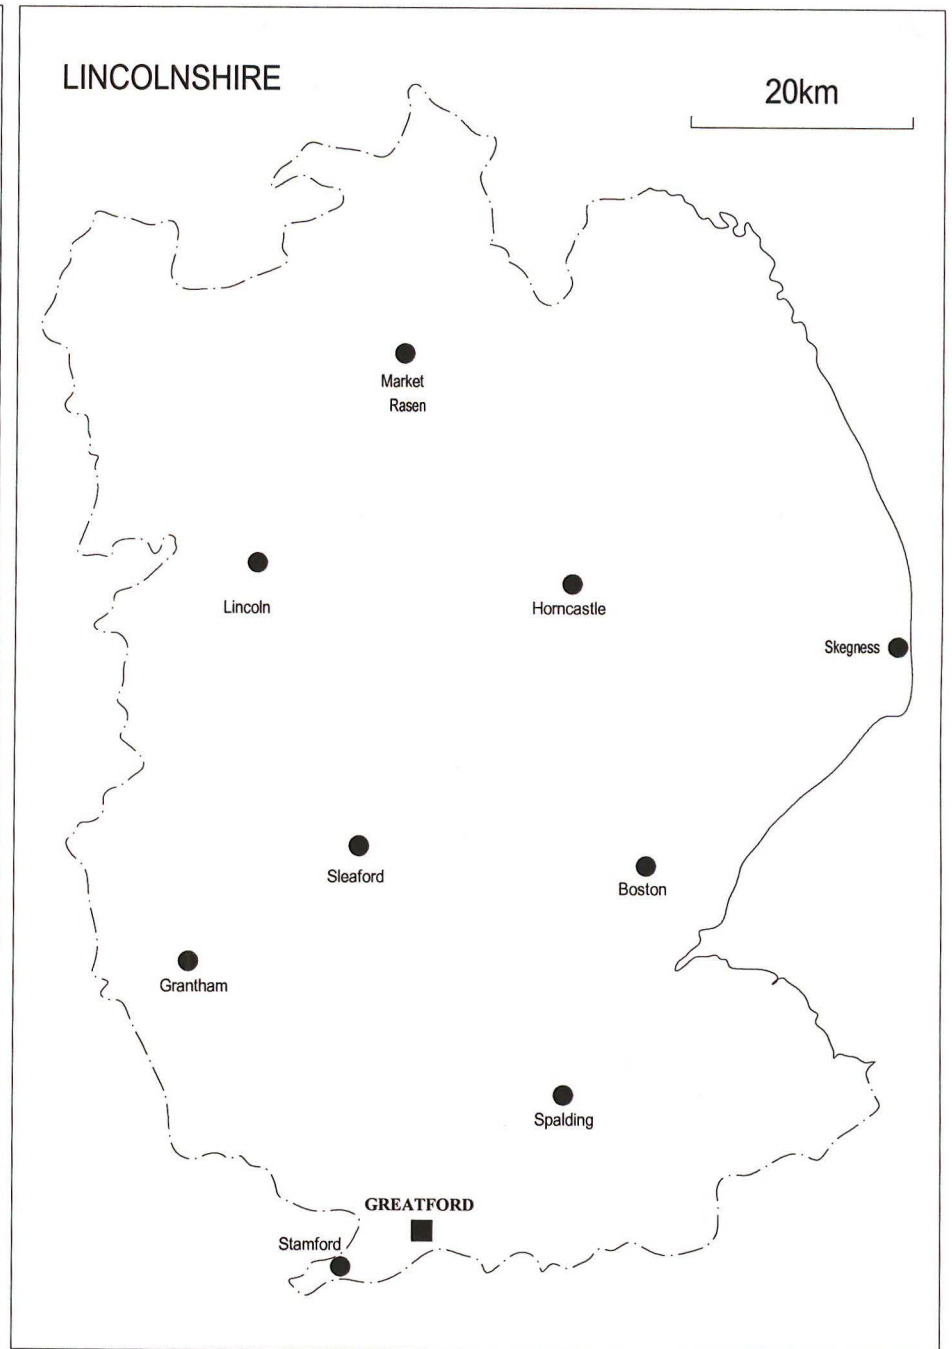 LINCOLNSHIRE
20km
Market
Rasen
Lincoln
Horncastle
Skegness
Sleaford
Boston
Grantham
Spalding
GREATFORD
Stamford